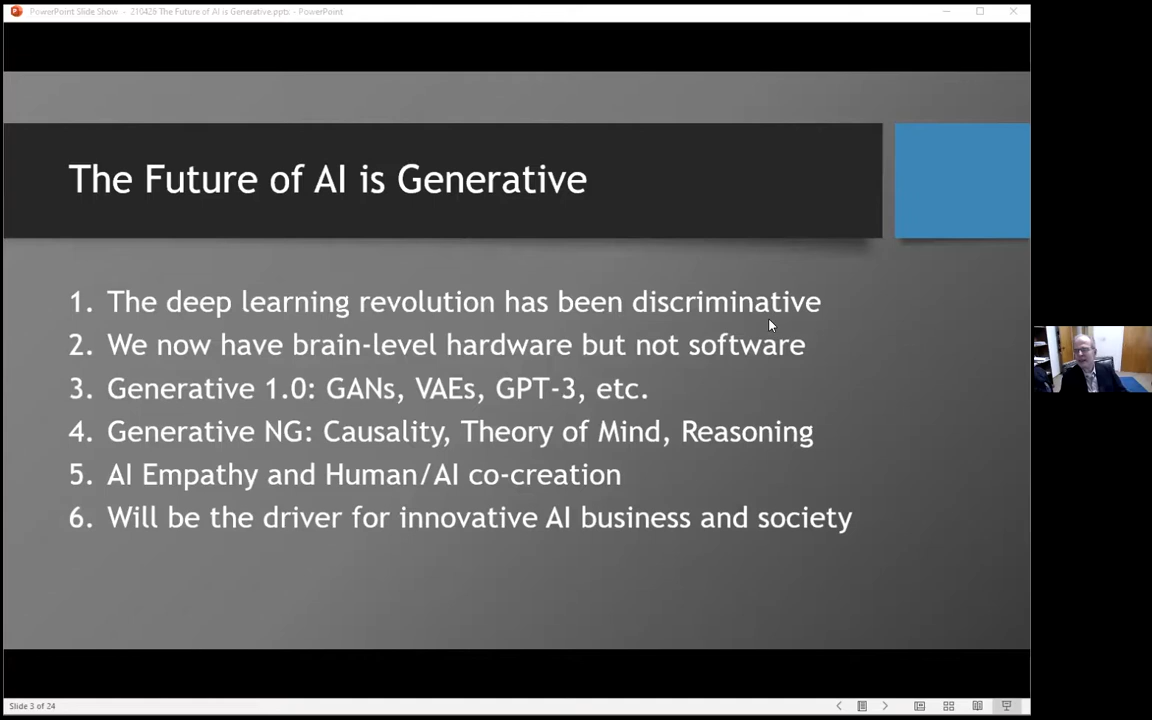 PowerPoint Slide Show - 210426 The Future of AI is Generative.pptx - PowerPoint
The Future of AI is Generative
1. The deep learning revolution has been discriminative
2. We now have brain-level hardware but not software
3. Generative 1.0: GANs, VAEs, GPT-3, etc.
4. Generative NG: Causality, Theory of Mind, Reasoning
5. AI Empathy and Human/AI co-creation
6. Will be the driver for innovative AI business and society
Slide 3 of 24